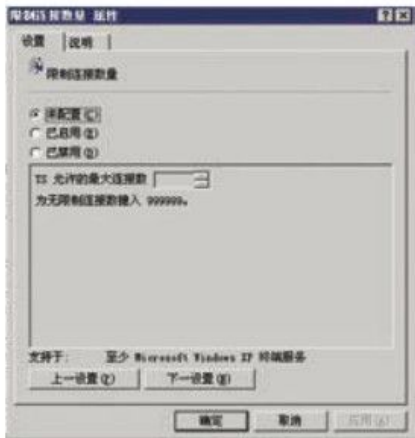 限制连接数量 属性
设置 说明
限制连接数量
未配置(C)
已启用(E)
已禁用(D)
TS 允许的最大连接数
为无限制连接数键入 999999。
支持于: 至少 Microsoft Windows XP 终端服务
上一设置(P) 下一设置(N)
确定 取消 应用(A)